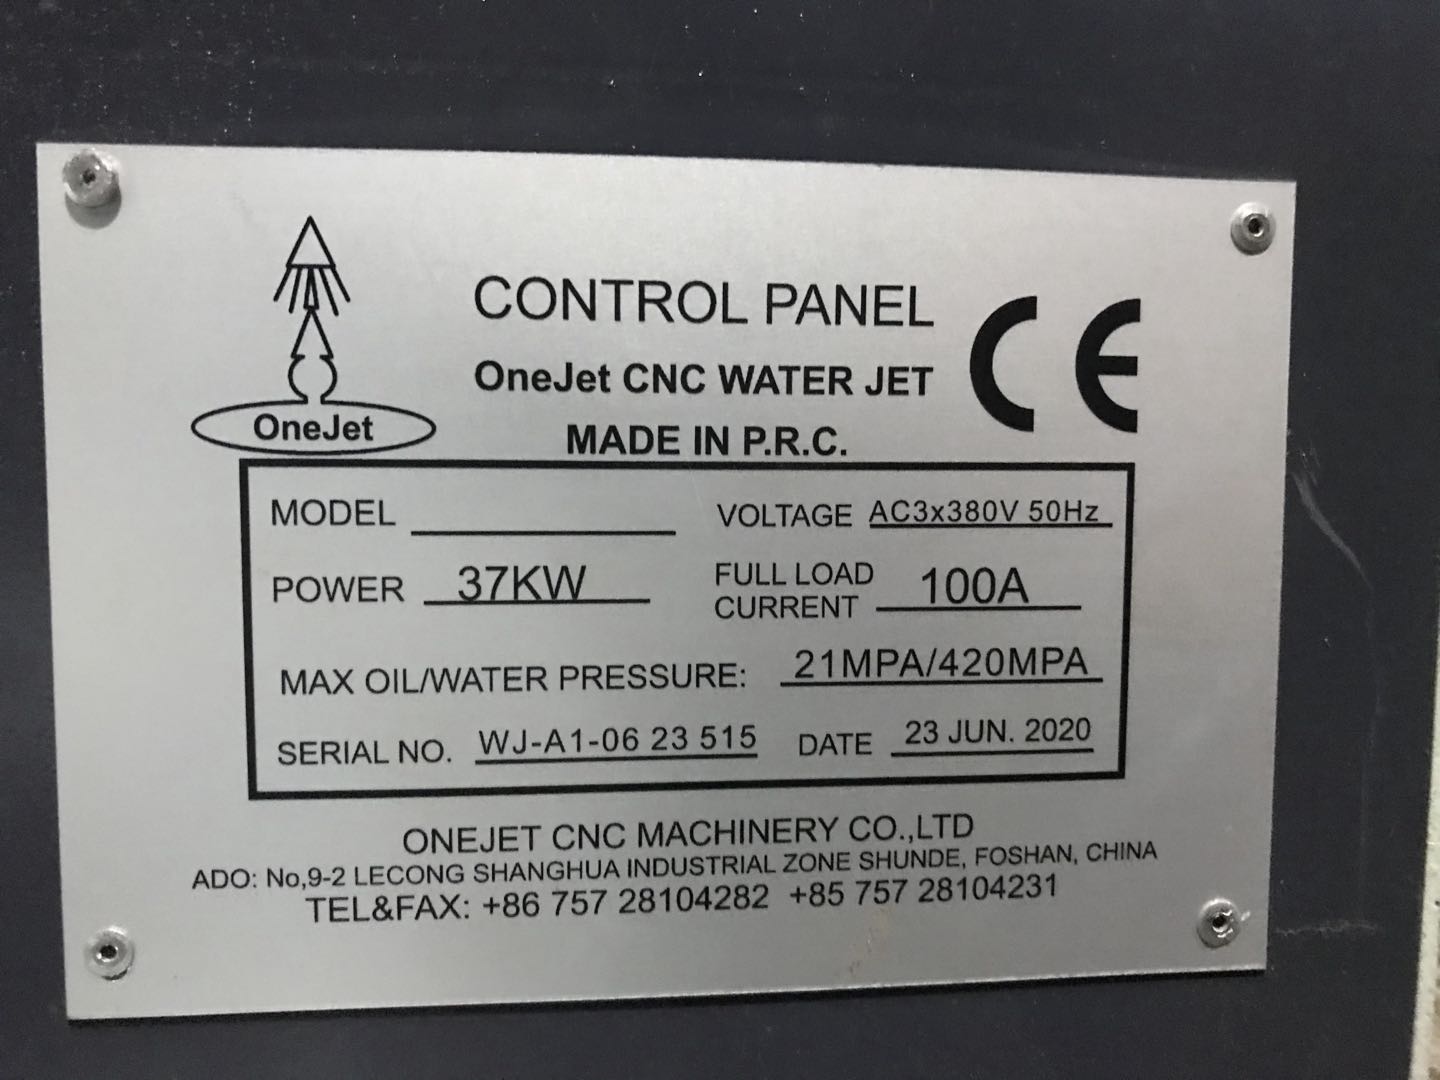 CONTROL PANEL
OneJet CNC WATER JET
MADE IN P.R.C.
CE
OneJet
MODEL
VOLTAGE AC3x380V 50Hz
POWER 37KW
FULL LOAD CURRENT 100A
MAX OIL/WATER PRESSURE: 21MPA/420MPA
SERIAL NO. WJ-A1-06 23 515 DATE 23 JUN. 2020
ONEJET CNC MACHINERY CO.,LTD
ADO: No,9-2 LECONG SHANGHUA INDUSTRIAL ZONE SHUNDE, FOSHAN, CHINA
TEL&FAX: +86 757 28104282 +85 757 28104231